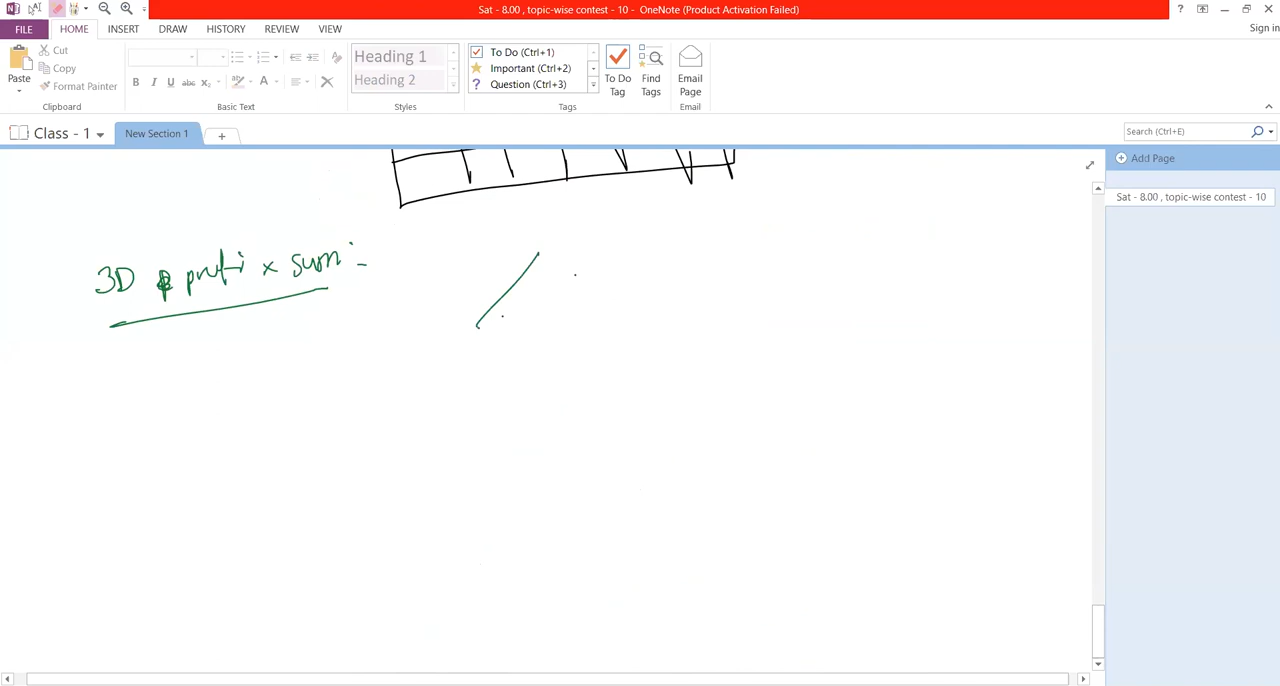 Sat - 8.00 , topic-wise contest - 10 - OneNote (Product Activation Failed)
?
FILE HOME INSERT DRAW HISTORY REVIEW VIEW
Sign in
Paste
Cut
Copy
Format Painter
Clipboard
B I U abc X₂ A
Basic Text
Heading 1
Heading 2
Styles
To Do (Ctrl+1)
Important (Ctrl+2)
? Question (Ctrl+3)
Tags
To Do Tag
Find Tags
Email Page
Email
Class - 1
New Section 1
Search (Ctrl+E)
Add Page
Sat - 8.00 , topic-wise contest - 10
3D prefix sum :-